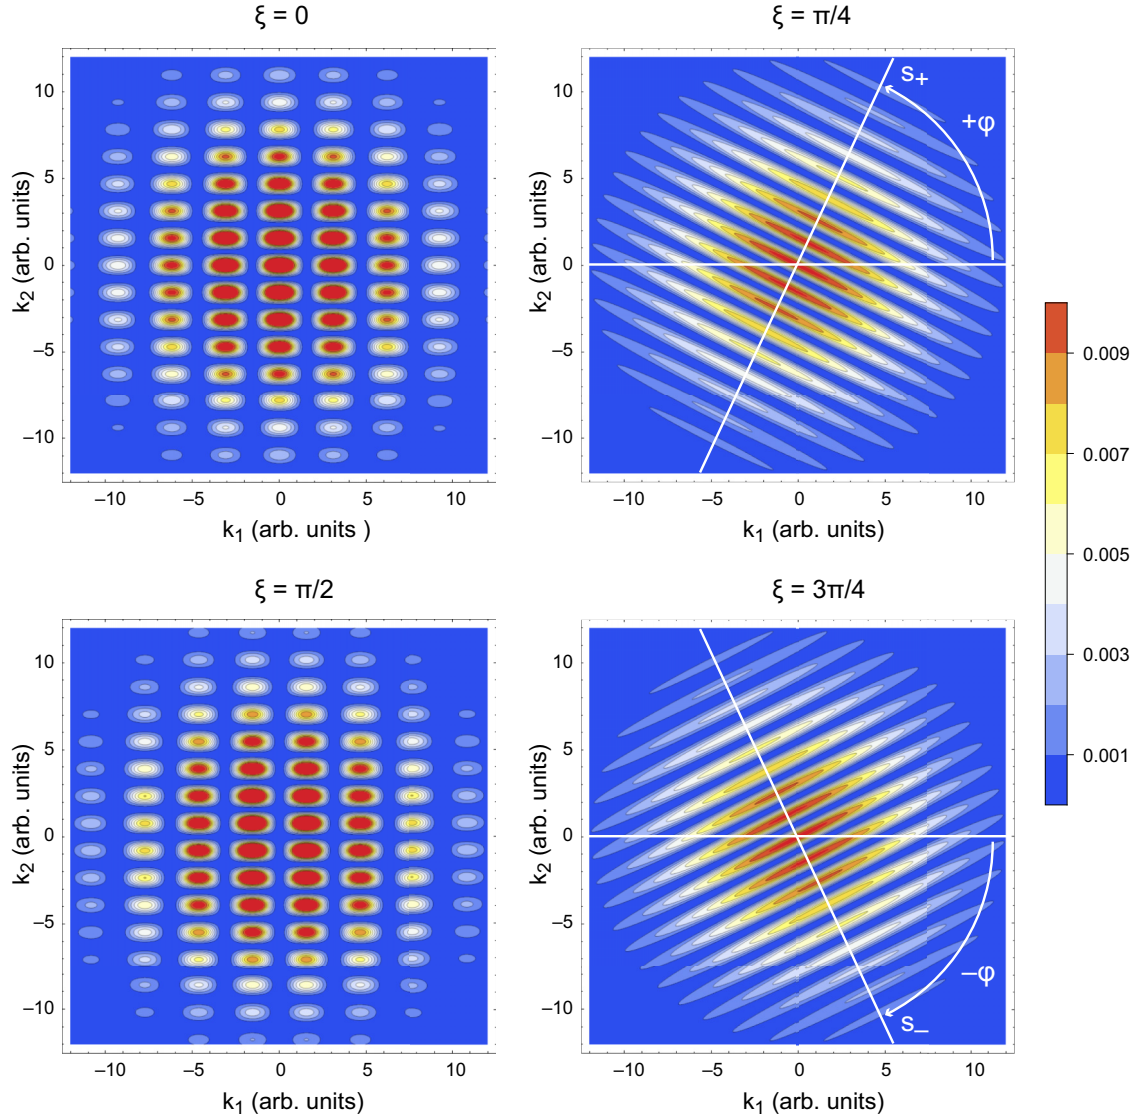 ξ = 0
ξ = π/4
10
5
0
−5
−10
k₂ (arb. units)
−10
−5
0
5
10
k₁ (arb. units )
10
5
0
−5
−10
k₂ (arb. units)
s₊
+φ
−10
−5
0
5
10
k₁ (arb. units)
ξ = π/2
ξ = 3π/4
10
5
0
−5
−10
k₂ (arb. units)
−10
−5
0
5
10
k₁ (arb. units)
10
5
0
−5
−10
k₂ (arb. units)
−φ
s₋
−10
−5
0
5
10
k₁ (arb. units)
0.009
0.007
0.005
0.003
0.001